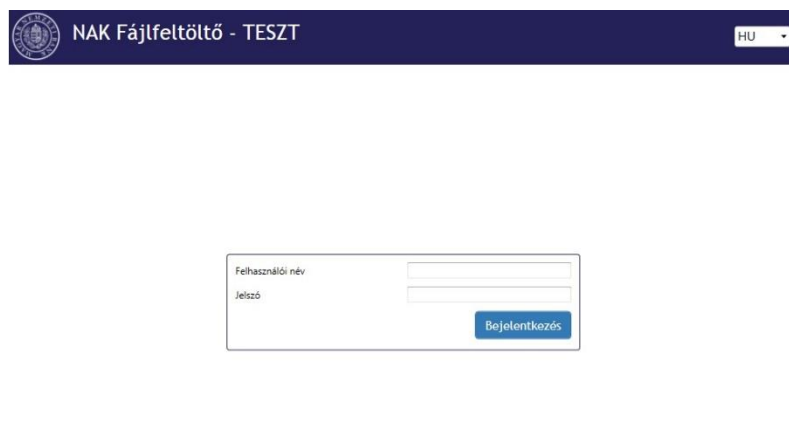 NAK Fájlfeltöltő - TESZT
HU
Felhasználói név
Jelszó
Bejelentkezés